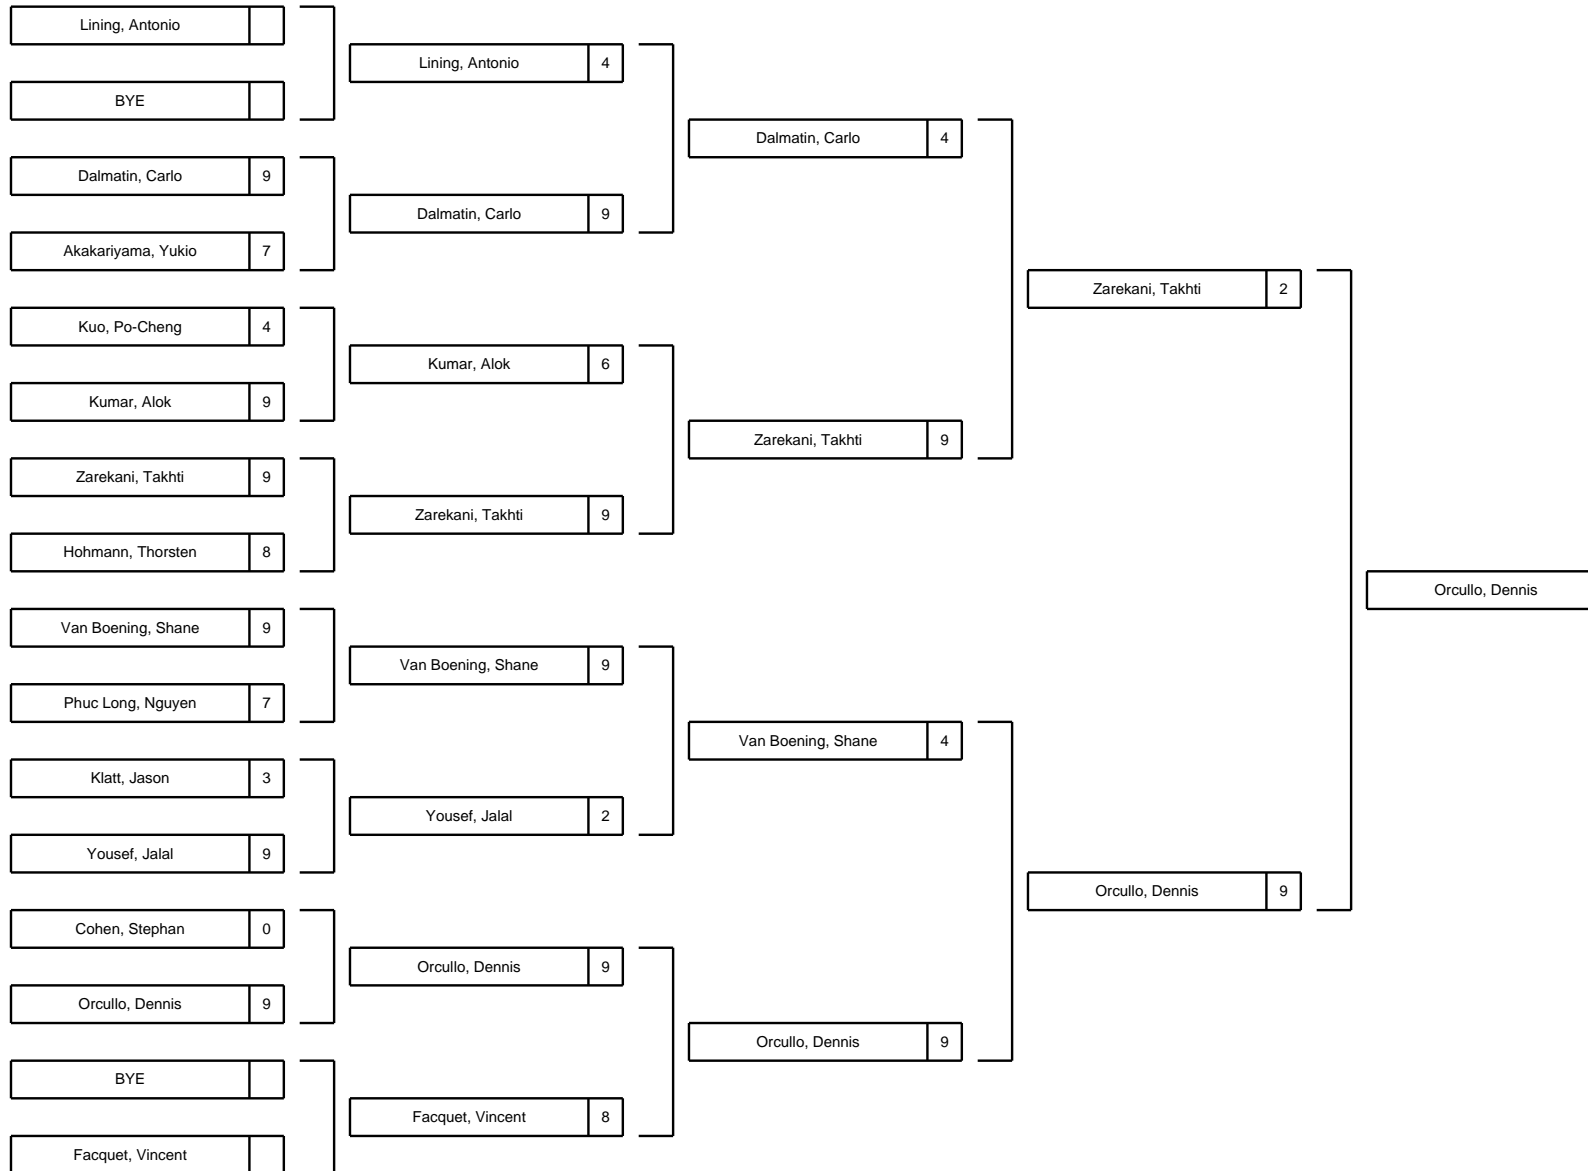 Lining, Antonio
BYE
Dalmatin, Carlo 9
Akakariyama, Yukio 7
Kuo, Po-Cheng 4
Kumar, Alok 9
Zarekani, Takhti 9
Hohmann, Thorsten 8
Van Boening, Shane 9
Phuc Long, Nguyen 7
Klatt, Jason 3
Yousef, Jalal 9
Cohen, Stephan 0
Orcullo, Dennis 9
BYE
Facquet, Vincent
Lining, Antonio 4
Dalmatin, Carlo 9
Kumar, Alok 6
Zarekani, Takhti 9
Van Boening, Shane 9
Yousef, Jalal 2
Orcullo, Dennis 9
Facquet, Vincent 8
Dalmatin, Carlo 4
Zarekani, Takhti 9
Van Boening, Shane 4
Orcullo, Dennis 9
Zarekani, Takhti 2
Orcullo, Dennis 9
Orcullo, Dennis